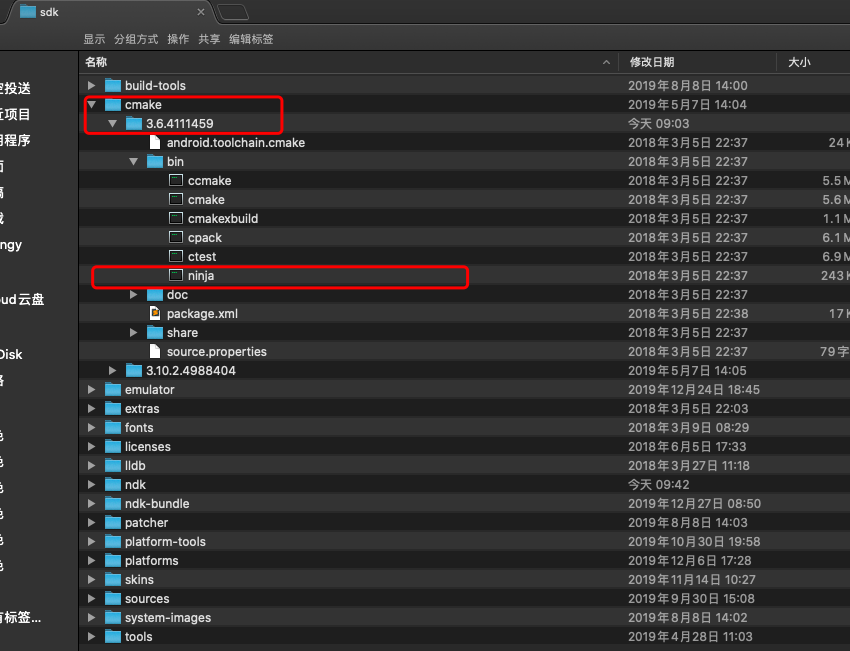 sdk
显示 分组方式 操作 共享 编辑标签
名称 修改日期 大小
build-tools 2019年8月8日 14:00
cmake 2019年5月7日 14:04
3.6.4111459 今天 09:03
android.toolchain.cmake 2018年3月5日 22:37 24
bin 2018年3月5日 22:37
ccmake 2018年3月5日 22:37 5.5
cmake 2018年3月5日 22:37 5.6
cmakexbuild 2018年3月5日 22:37 1.1
cpack 2018年3月5日 22:37 6.1
ctest 2018年3月5日 22:37 6.9
ninja 2018年3月5日 22:37 243
doc 2018年3月5日 22:37
package.xml 2018年3月5日 22:38 17
share 2018年3月5日 22:37
source.properties 2018年3月5日 22:37 79字
3.10.2.4988404 2019年5月7日 14:05
emulator 2019年12月24日 18:45
extras 2018年3月5日 22:03
fonts 2018年3月9日 08:29
licenses 2018年6月5日 17:33
lldb 2018年3月27日 11:18
ndk 今天 09:42
ndk-bundle 2019年12月27日 08:50
patcher 2019年8月8日 14:03
platform-tools 2019年10月30日 19:58
platforms 2019年12月6日 17:28
skins 2019年11月14日 10:27
sources 2019年9月30日 15:08
system-images 2019年8月8日 14:02
tools 2019年4月28日 11:03
投送
项目
程序
ngy
oud云盘
Disk
标签...